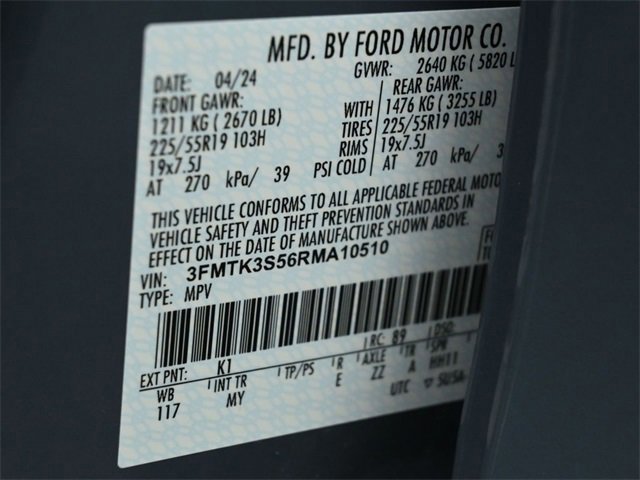 MFD. BY FORD MOTOR CO.
DATE: 04/24 GVWR: 2640 KG ( 5820 L
FRONT GAWR: REAR GAWR:
1211 KG ( 2670 LB) WITH 1476 KG ( 3255 LB)
225/55R19 103H TIRES 225/55R19 103H
19x7.5J RIMS 19x7.5J
AT 270 kPa/ 39 PSI COLD AT 270 kPa/ 3
THIS VEHICLE CONFORMS TO ALL APPLICABLE FEDERAL MOTO
VEHICLE SAFETY AND THEFT PREVENTION STANDARDS IN
EFFECT ON THE DATE OF MANUFACTURE SHOWN ABOVE.
VIN: 3FMTK3S56RMA10510
TYPE: MPV
EXT PNT: K1 RC: 89 DSO:
WB INT TR TP/PS R AXLE TR SPR
117 MY E ZZ A HH11
UTC